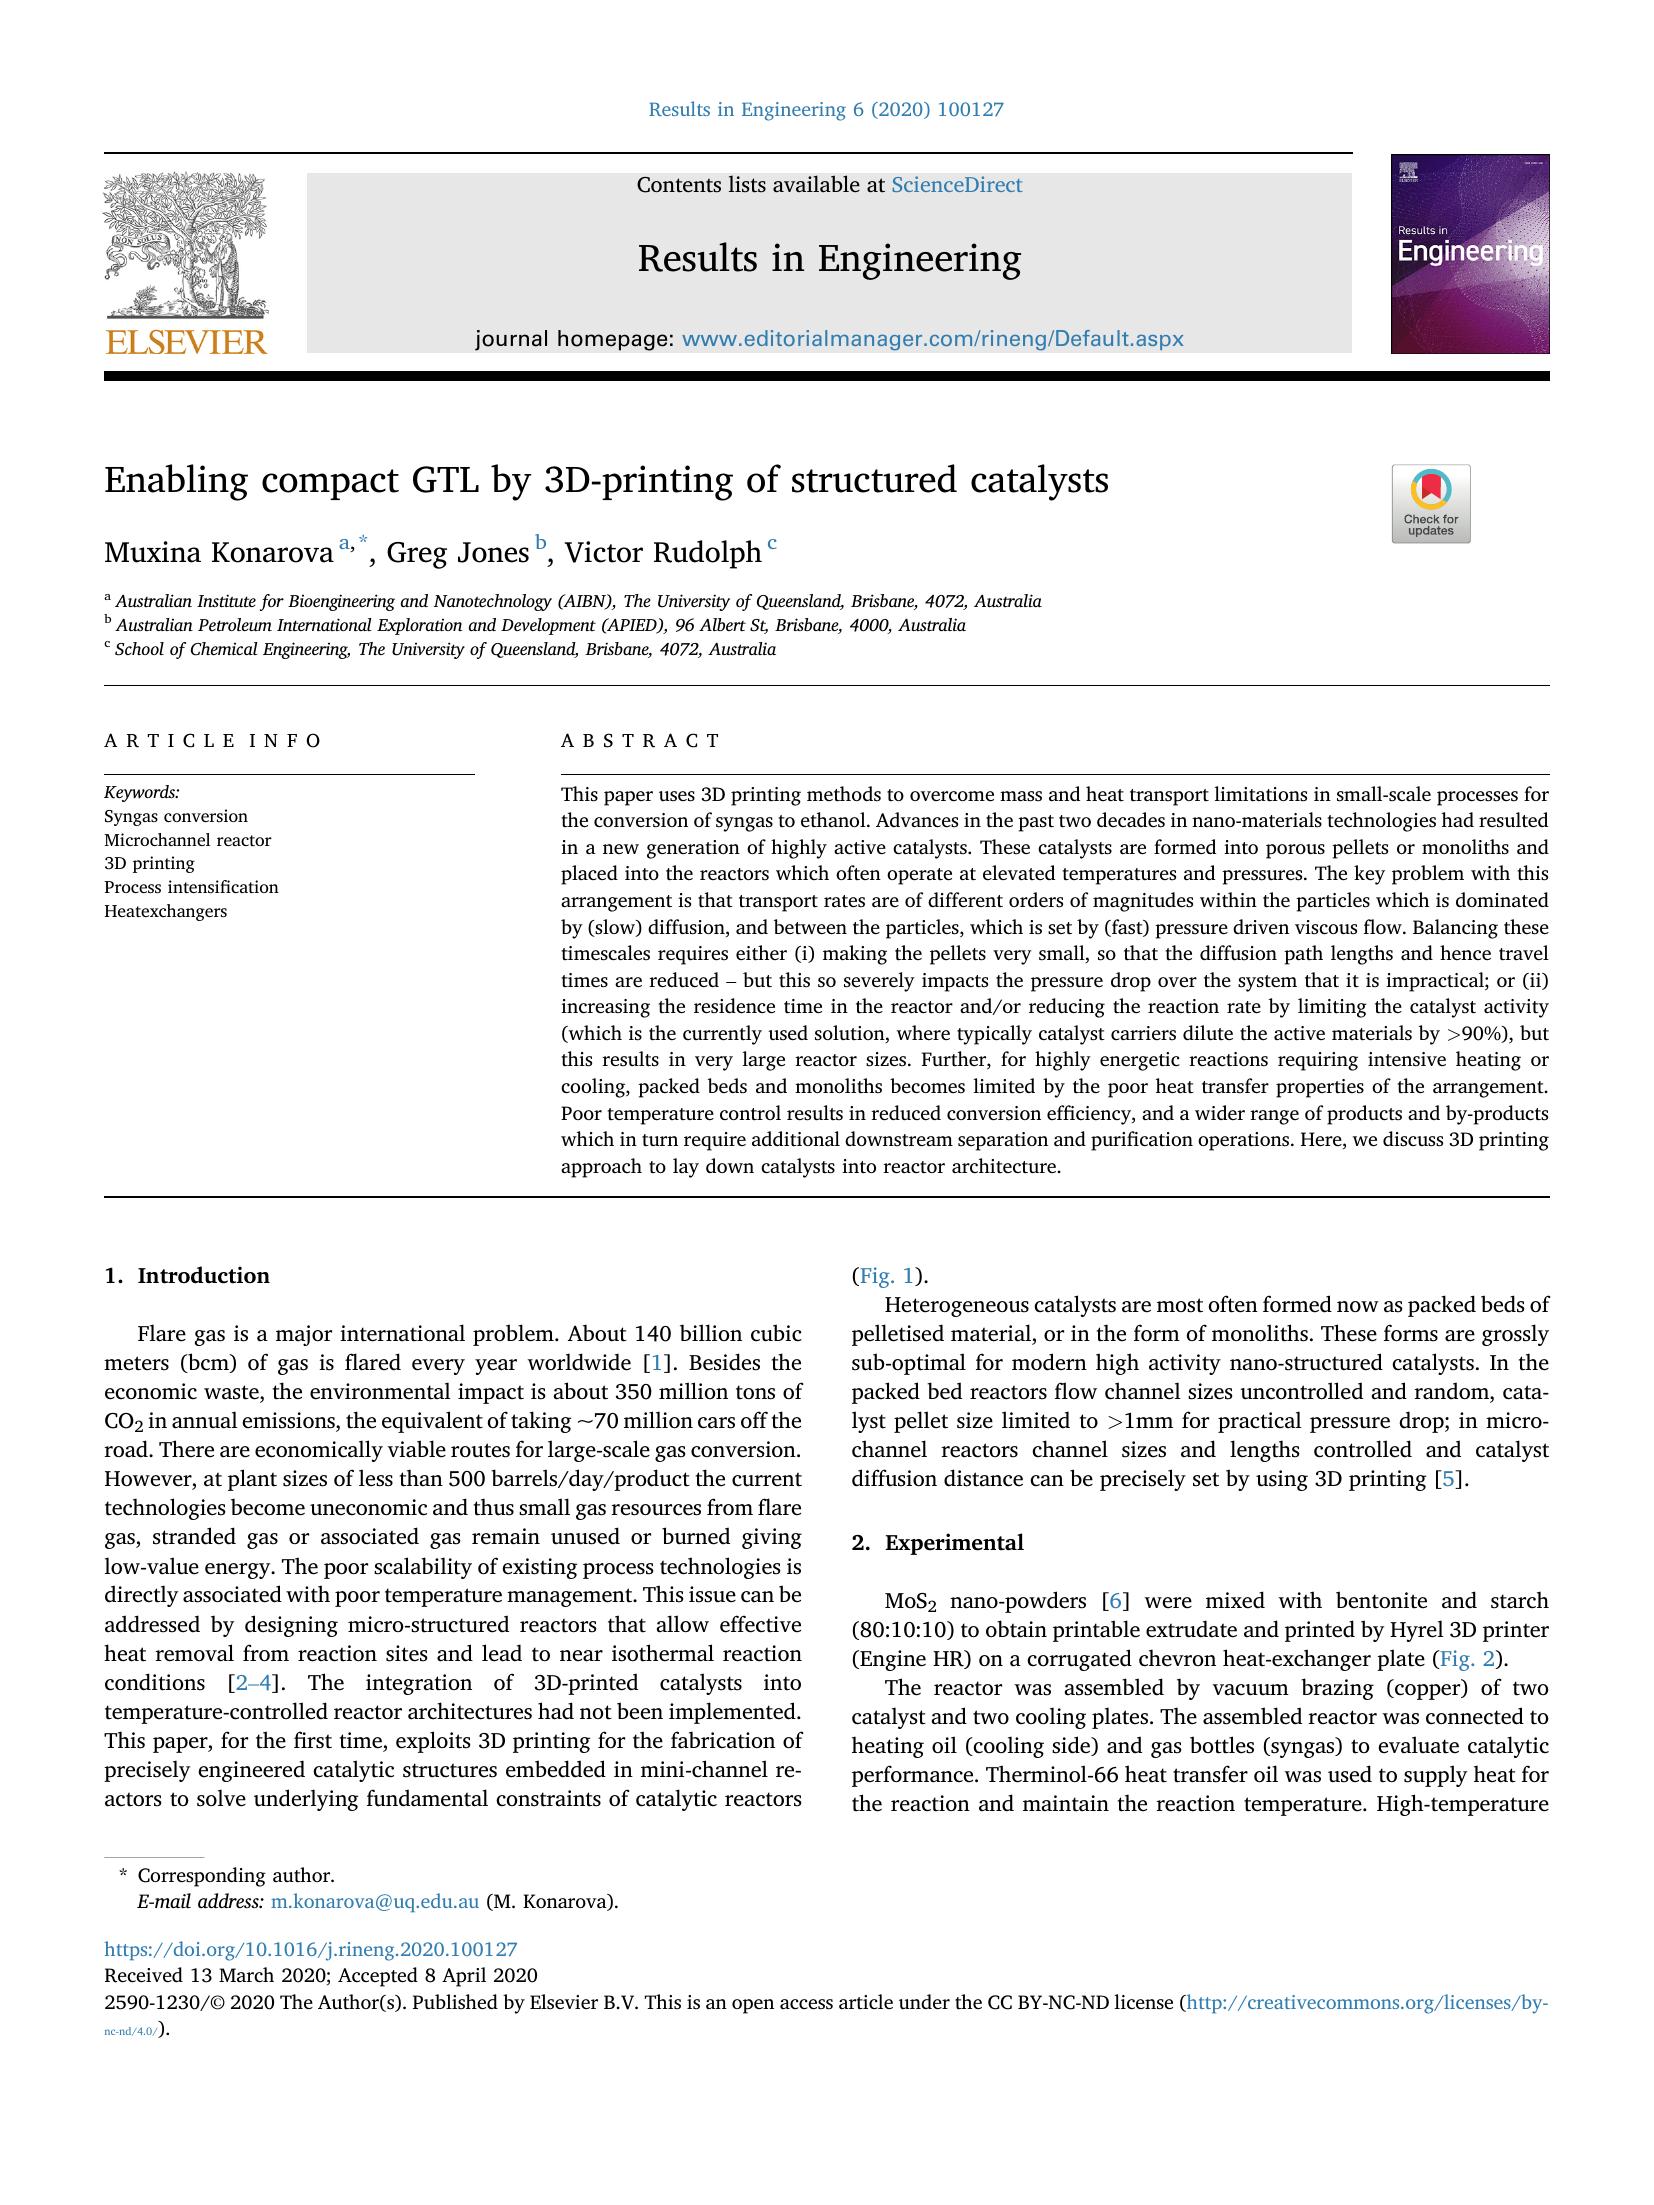 Results in Engineering 6 (2020) 100127
Contents lists available at ScienceDirect
Results in Engineering
journal homepage: www.editorialmanager.com/rineng/Default.aspx
NON SOLUS
ELSEVIER
Results in
Engineering
Enabling compact GTL by 3D-printing of structured catalysts
Check for
updates
Muxina Konarova a,*, Greg Jones b, Victor Rudolph c
a Australian Institute for Bioengineering and Nanotechnology (AIBN), The University of Queensland, Brisbane, 4072, Australia
b Australian Petroleum International Exploration and Development (APIED), 96 Albert St, Brisbane, 4000, Australia
c School of Chemical Engineering, The University of Queensland, Brisbane, 4072, Australia
ARTICLE INFO
Keywords:
Syngas conversion
Microchannel reactor
3D printing
Process intensification
Heatexchangers
ABSTRACT
This paper uses 3D printing methods to overcome mass and heat transport limitations in small-scale processes for
the conversion of syngas to ethanol. Advances in the past two decades in nano-materials technologies had resulted
in a new generation of highly active catalysts. These catalysts are formed into porous pellets or monoliths and
placed into the reactors which often operate at elevated temperatures and pressures. The key problem with this
arrangement is that transport rates are of different orders of magnitudes within the particles which is dominated
by (slow) diffusion, and between the particles, which is set by (fast) pressure driven viscous flow. Balancing these
timescales requires either (i) making the pellets very small, so that the diffusion path lengths and hence travel
times are reduced – but this so severely impacts the pressure drop over the system that it is impractical; or (ii)
increasing the residence time in the reactor and/or reducing the reaction rate by limiting the catalyst activity
(which is the currently used solution, where typically catalyst carriers dilute the active materials by >90%), but
this results in very large reactor sizes. Further, for highly energetic reactions requiring intensive heating or
cooling, packed beds and monoliths becomes limited by the poor heat transfer properties of the arrangement.
Poor temperature control results in reduced conversion efficiency, and a wider range of products and by-products
which in turn require additional downstream separation and purification operations. Here, we discuss 3D printing
approach to lay down catalysts into reactor architecture.
1. Introduction
Flare gas is a major international problem. About 140 billion cubic
meters (bcm) of gas is flared every year worldwide [1]. Besides the
economic waste, the environmental impact is about 350 million tons of
CO2 in annual emissions, the equivalent of taking ~70 million cars off the
road. There are economically viable routes for large-scale gas conversion.
However, at plant sizes of less than 500 barrels/day/product the current
technologies become uneconomic and thus small gas resources from flare
gas, stranded gas or associated gas remain unused or burned giving
low-value energy. The poor scalability of existing process technologies is
directly associated with poor temperature management. This issue can be
addressed by designing micro-structured reactors that allow effective
heat removal from reaction sites and lead to near isothermal reaction
conditions [2–4]. The integration of 3D-printed catalysts into
temperature-controlled reactor architectures had not been implemented.
This paper, for the first time, exploits 3D printing for the fabrication of
precisely engineered catalytic structures embedded in mini-channel re-
actors to solve underlying fundamental constraints of catalytic reactors
(Fig. 1).
Heterogeneous catalysts are most often formed now as packed beds of
pelletised material, or in the form of monoliths. These forms are grossly
sub-optimal for modern high activity nano-structured catalysts. In the
packed bed reactors flow channel sizes uncontrolled and random, cata-
lyst pellet size limited to >1mm for practical pressure drop; in micro-
channel reactors channel sizes and lengths controlled and catalyst
diffusion distance can be precisely set by using 3D printing [5].
2. Experimental
MoS2 nano-powders [6] were mixed with bentonite and starch
(80:10:10) to obtain printable extrudate and printed by Hyrel 3D printer
(Engine HR) on a corrugated chevron heat-exchanger plate (Fig. 2).
The reactor was assembled by vacuum brazing (copper) of two
catalyst and two cooling plates. The assembled reactor was connected to
heating oil (cooling side) and gas bottles (syngas) to evaluate catalytic
performance. Therminol-66 heat transfer oil was used to supply heat for
the reaction and maintain the reaction temperature. High-temperature
* Corresponding author.
E-mail address: m.konarova@uq.edu.au (M. Konarova).
https://doi.org/10.1016/j.rineng.2020.100127
Received 13 March 2020; Accepted 8 April 2020
2590-1230/© 2020 The Author(s). Published by Elsevier B.V. This is an open access article under the CC BY-NC-ND license (http://creativecommons.org/licenses/by-
nc-nd/4.0/).